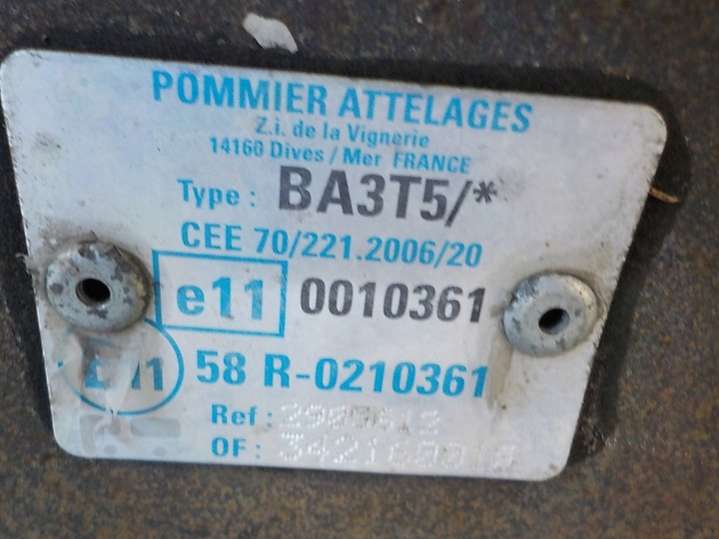 POMMIER ATTELAGES
Z.i. de la Vignerie
14160 Dives / Mer FRANCE
Type : BA3T5/*
CEE 70/221.2006/20
e11 0010361
58 R-0210361
Ref :
OF :